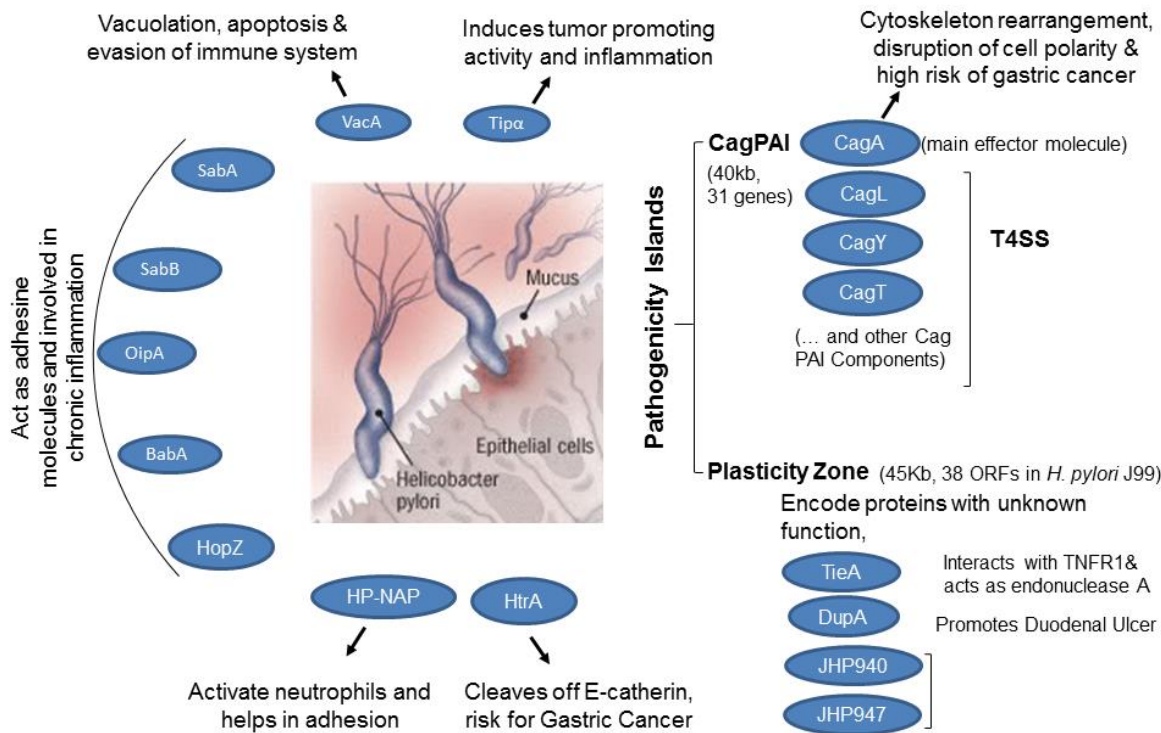 Vacuolation, apoptosis &
evasion of immune system
Induces tumor promoting
activity and inflammation
Cytoskeleton rearrangement,
disruption of cell polarity &
high risk of gastric cancer
VacA
Tipα
SabA
SabB
OipA
BabA
HopZ
Act as adhesine
molecules and involved in
chronic inflammation
Mucus
Epithelial cells
Helicobacter
pylori
HP-NAP
HtrA
Activate neutrophils and
helps in adhesion
Cleaves off E-catherin,
risk for Gastric Cancer
Pathogenicity Islands
CagPAI
(40kb,
31 genes)
CagA
(main effector molecule)
CagL
CagY
CagT
T4SS
(... and other Cag
PAI Components)
Plasticity Zone (45Kb, 38 ORFs in H. pylori J99)
Encode proteins with unknown
function,
TieA
Interacts with TNFR1&
acts as endonuclease A
DupA
Promotes Duodenal Ulcer
JHP940
JHP947